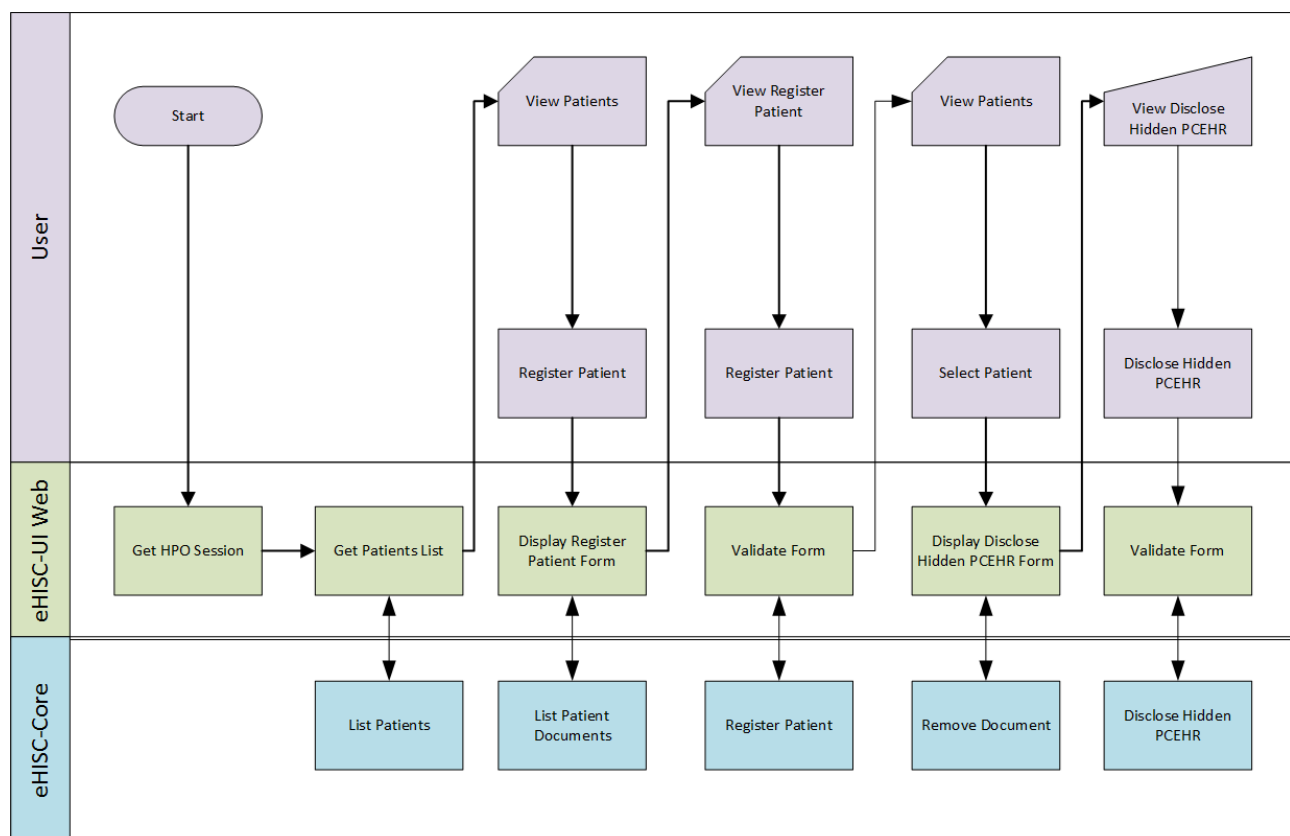 User
Start
View Patients
View Register
Patient
View Patients
View Disclose
Hidden PCEHR
Register Patient
Register Patient
Select Patient
Disclose Hidden
PCEHR
eHISC-UI Web
Get HPO Session
Get Patients List
Display Register
Patient Form
Validate Form
Display Disclose
Hidden PCEHR Form
Validate Form
eHISC-Core
List Patients
List Patient
Documents
Register Patient
Remove Document
Disclose Hidden
PCEHR